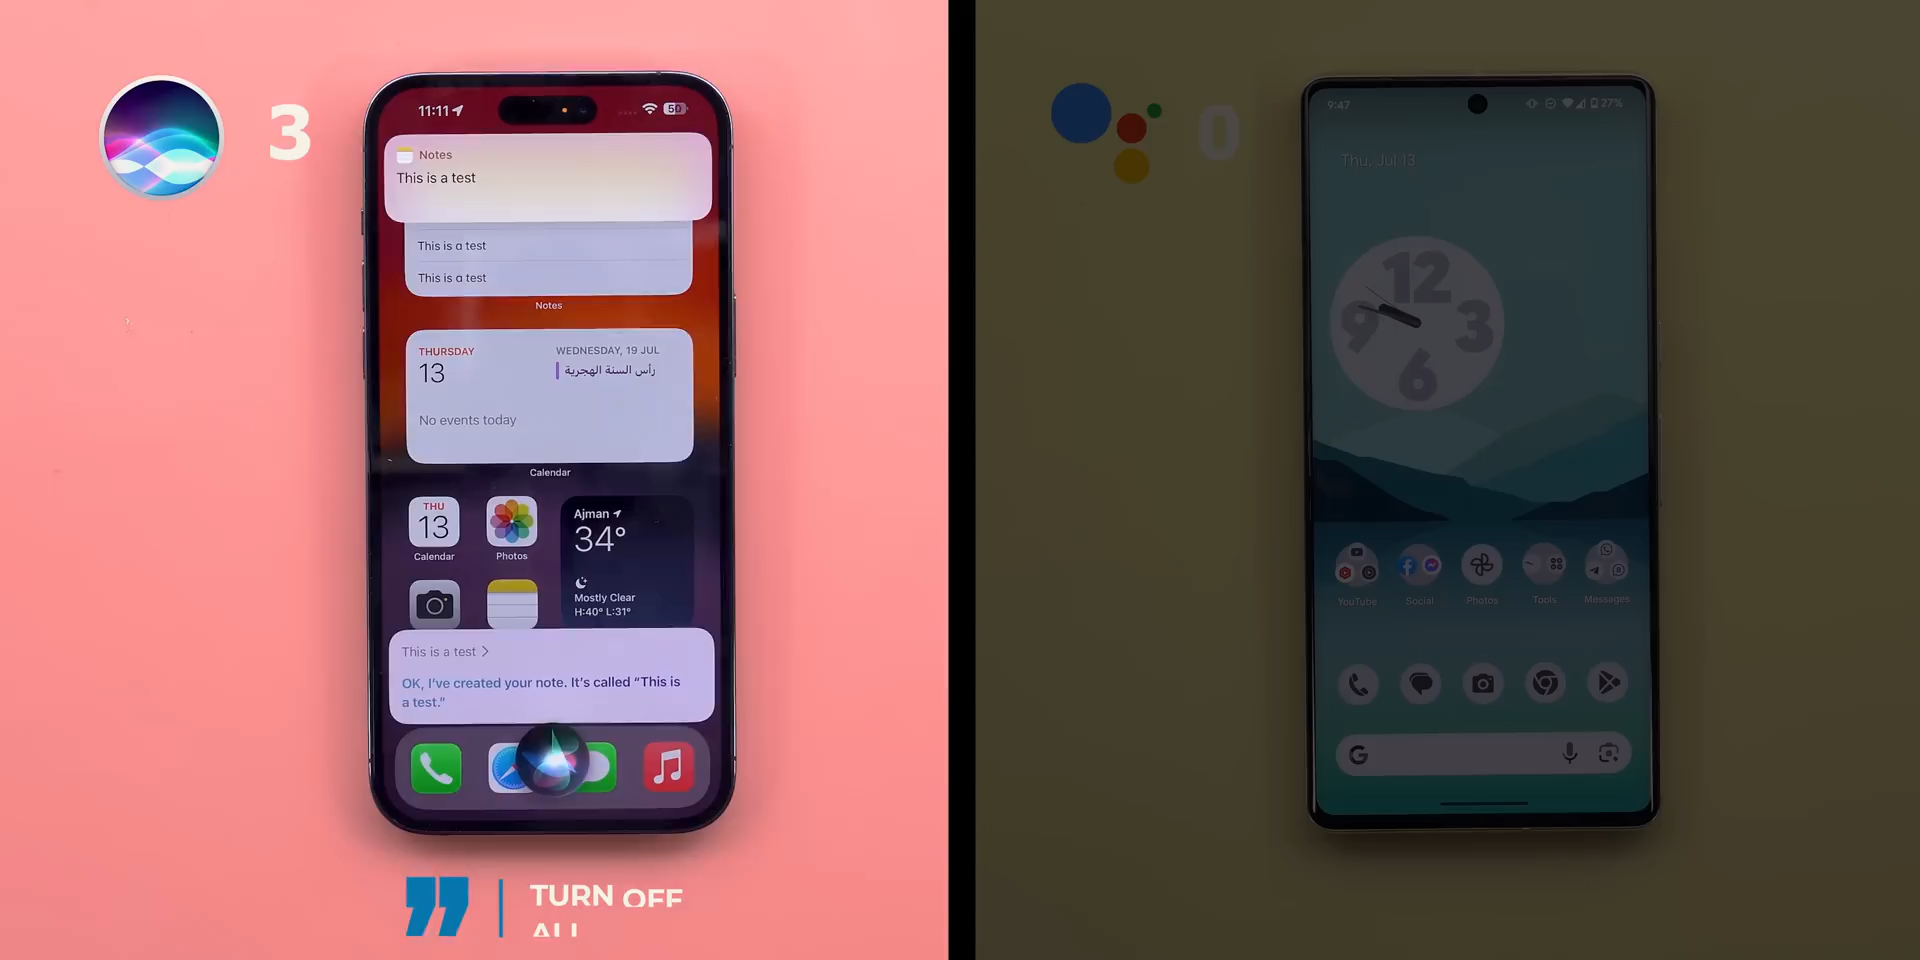 3
11:11
50
Notes
This is a test
This is a test
This is a test
Notes
THURSDAY
13
WEDNESDAY, 19 JUL
رأس السنة الهجرية
No events today
Calendar
THU
13
Calendar
Photos
Ajman
34°
Mostly Clear
H:40° L:31°
This is a test
OK, I've created your note. It's called “This is
a test.”
TURN OFF
ALL
0
9:47
27%
Thu, Jul 13
12
3
6
9
YouTube
Social
Photos
Tools
Messages
G